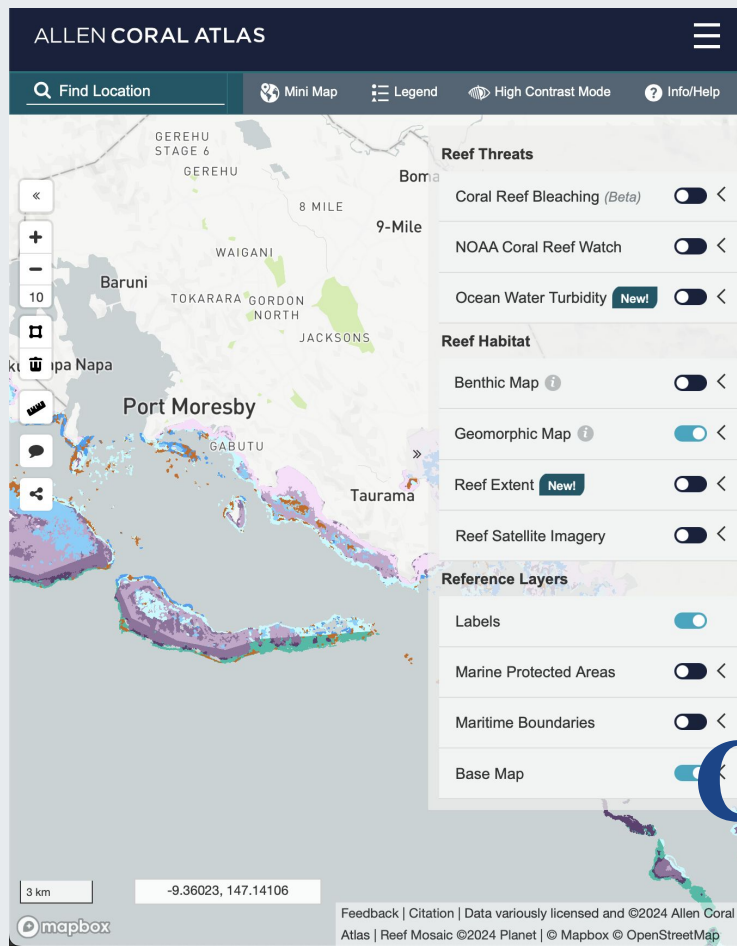 ALLEN CORAL ATLAS
Find Location
Mini Map
Legend
High Contrast Mode
Info/Help
GEREHU
STAGE 6
GEREHU
Boma
8 MILE
9-Mile
WAIGANI
Baruni
TOKARARA
GORDON
NORTH
JACKSONS
apa Napa
Port Moresby
GABUTU
Taurama
«
+
−
10
»
Reef Threats
Coral Reef Bleaching (Beta)
NOAA Coral Reef Watch
Ocean Water Turbidity New!
Reef Habitat
Benthic Map
Geomorphic Map
Reef Extent New!
Reef Satellite Imagery
Reference Layers
Labels
Marine Protected Areas
Maritime Boundaries
Base Map
3 km
-9.36023, 147.14106
mapbox
Feedback | Citation | Data variously licensed and ©2024 Allen Coral
Atlas | Reef Mosaic ©2024 Planet | © Mapbox © OpenStreetMap